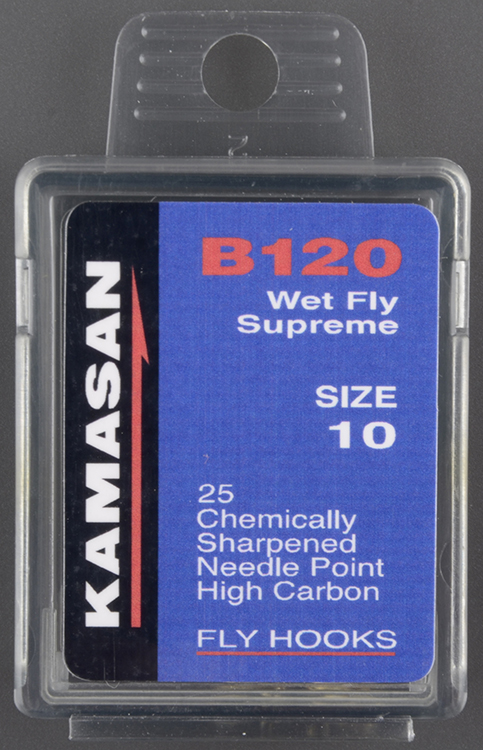 KAMASAN
B120
Wet Fly
Supreme
SIZE
10
25
Chemically
Sharpened
Needle Point
High Carbon
FLY HOOKS